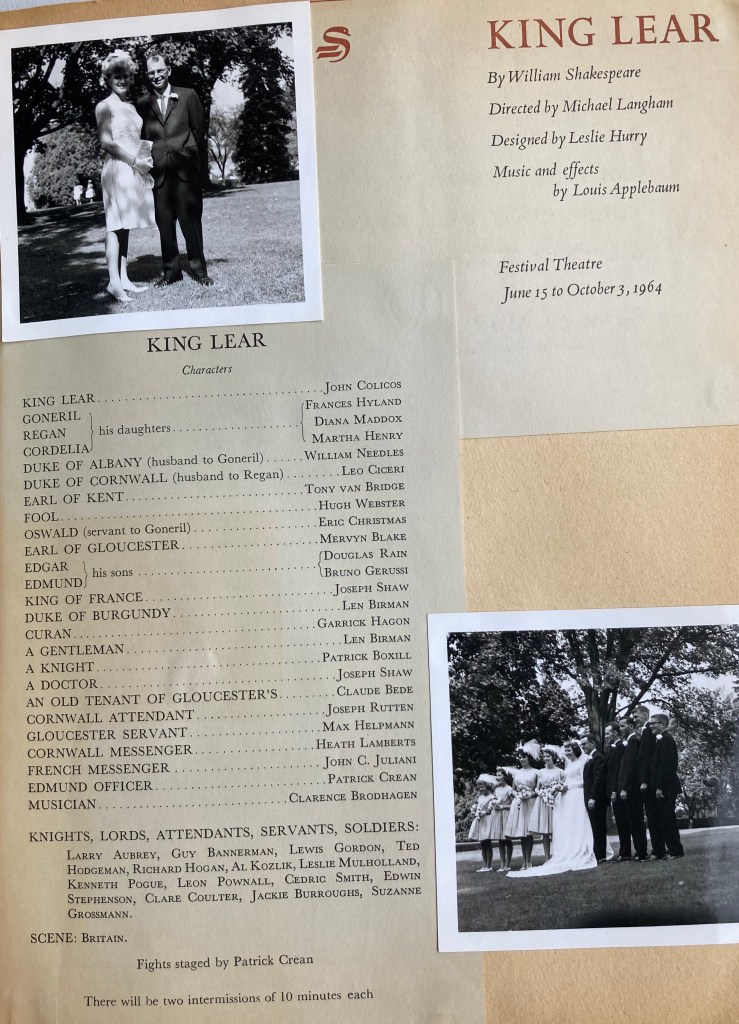 S
KING LEAR
By William Shakespeare
Directed by Michael Langham
Designed by Leslie Hurry
Music and effects
by Louis Applebaum
Festival Theatre
June 15 to October 3, 1964
KING LEAR
Characters
KING LEAR..............................JOHN COLICOS
GONERIL
REGAN
CORDELIA
his daughters
FRANCES HYLAND
DIANA MADDOX
MARTHA HENRY
DUKE OF ALBANY (husband to Goneril)......WILLIAM NEEDLES
DUKE OF CORNWALL (husband to Regan)........LEO CICERI
EARL OF KENT..........................TONY VAN BRIDGE
FOOL..............................HUGH WEBSTER
OSWALD (servant to Goneril)..................ERIC CHRISTMAS
EARL OF GLOUCESTER....................MERVYN BLAKE
EDGAR
EDMUND
his sons
DOUGLAS RAIN
BRUNO GERUSSI
KING OF FRANCE..........................JOSEPH SHAW
DUKE OF BURGUNDY......................LEN BIRMAN
CURAN..............................GARRICK HAGON
A GENTLEMAN..........................LEN BIRMAN
A KNIGHT..............................PATRICK BOXILL
A DOCTOR..............................JOSEPH SHAW
AN OLD TENANT OF GLOUCESTER'S........CLAUDE BEDE
CORNWALL ATTENDANT..................JOSEPH RUTTEN
GLOUCESTER SERVANT....................MAX HELPMANN
CORNWALL MESSENGER..................HEATH LAMBERTS
FRENCH MESSENGER......................JOHN C. JULIANI
EDMUND OFFICER........................PATRICK CREAN
MUSICIAN..............................CLARENCE BRODHAGEN
KNIGHTS, LORDS, ATTENDANTS, SERVANTS, SOLDIERS:
LARRY AUBREY, GUY BANNERMAN, LEWIS GORDON, TED
HODGEMAN, RICHARD HOGAN, AL KOZLIK, LESLIE MULHOLLAND,
KENNETH POGUE, LEON POWNALL, CEDRIC SMITH, EDWIN
STEPHENSON, CLARE COULTER, JACKIE BURROUGHS, SUZANNE
GROSSMANN.
SCENE: BRITAIN.
Fights staged by Patrick Crean
There will be two intermissions of 10 minutes each